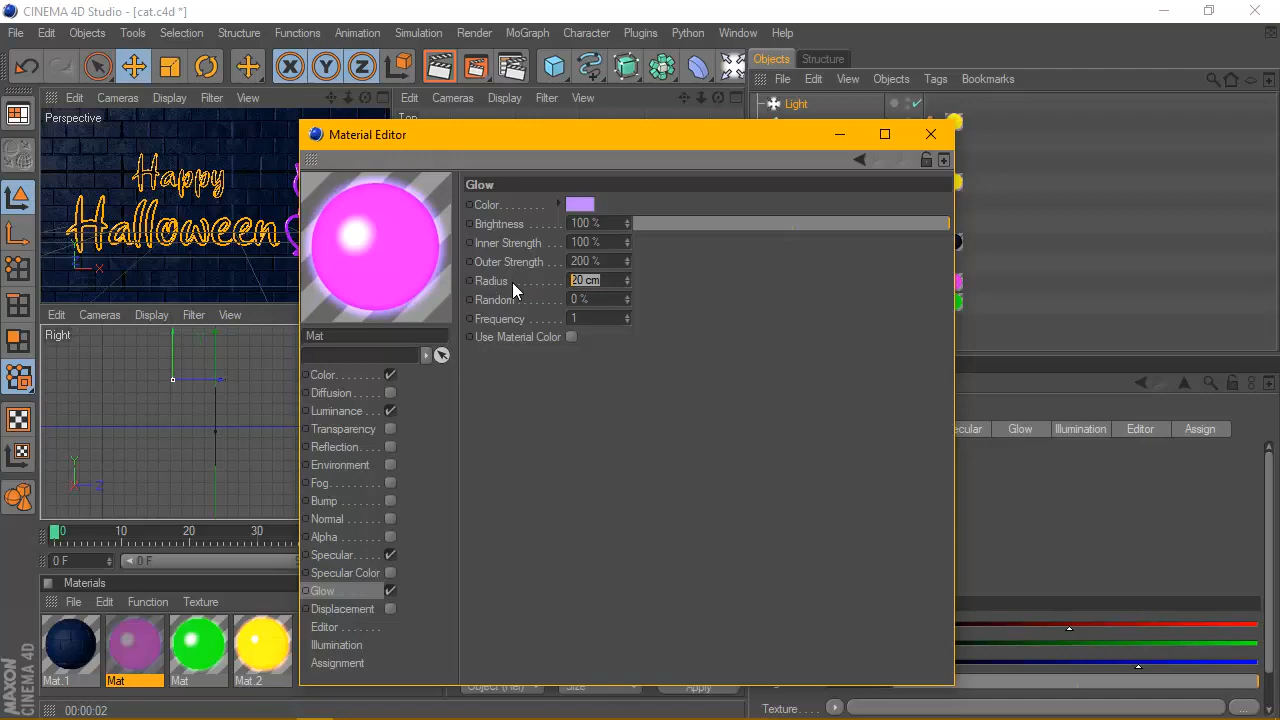 CINEMA 4D Studio - [cat.c4d *]
File Edit Objects Tools Selection Structure Functions Animation Simulation Render MoGraph Character Plugins Python Window Help
Objects Structure
Edit Cameras Display Filter View
Edit Cameras Display Filter View
File Edit View Objects Tags Bookmarks
Perspective
Top
Light
Happy
Halloween
Material Editor
Glow
Color
Brightness 100 %
Inner Strength 100 %
Outer Strength 200 %
Radius 20 cm
Random 0 %
Frequency 1
Use Material Color
Mat
Color
Diffusion
Luminance
Transparency
Reflection
Environment
Fog
Bump
Normal
Alpha
Specular
Specular Color
Glow
Displacement
Editor
Illumination
Assignment
Edit Cameras Display Filter View
Right
Glow Illumination Editor Assign
0 10 20 30
0 F 0 F
Materials
File Edit Function Texture
Mat.1 Mat Mat Mat.2
Size Apply
Texture
00:00:02
MAXON
CINEMA 4D
X
Y
Z
X
Y
Z